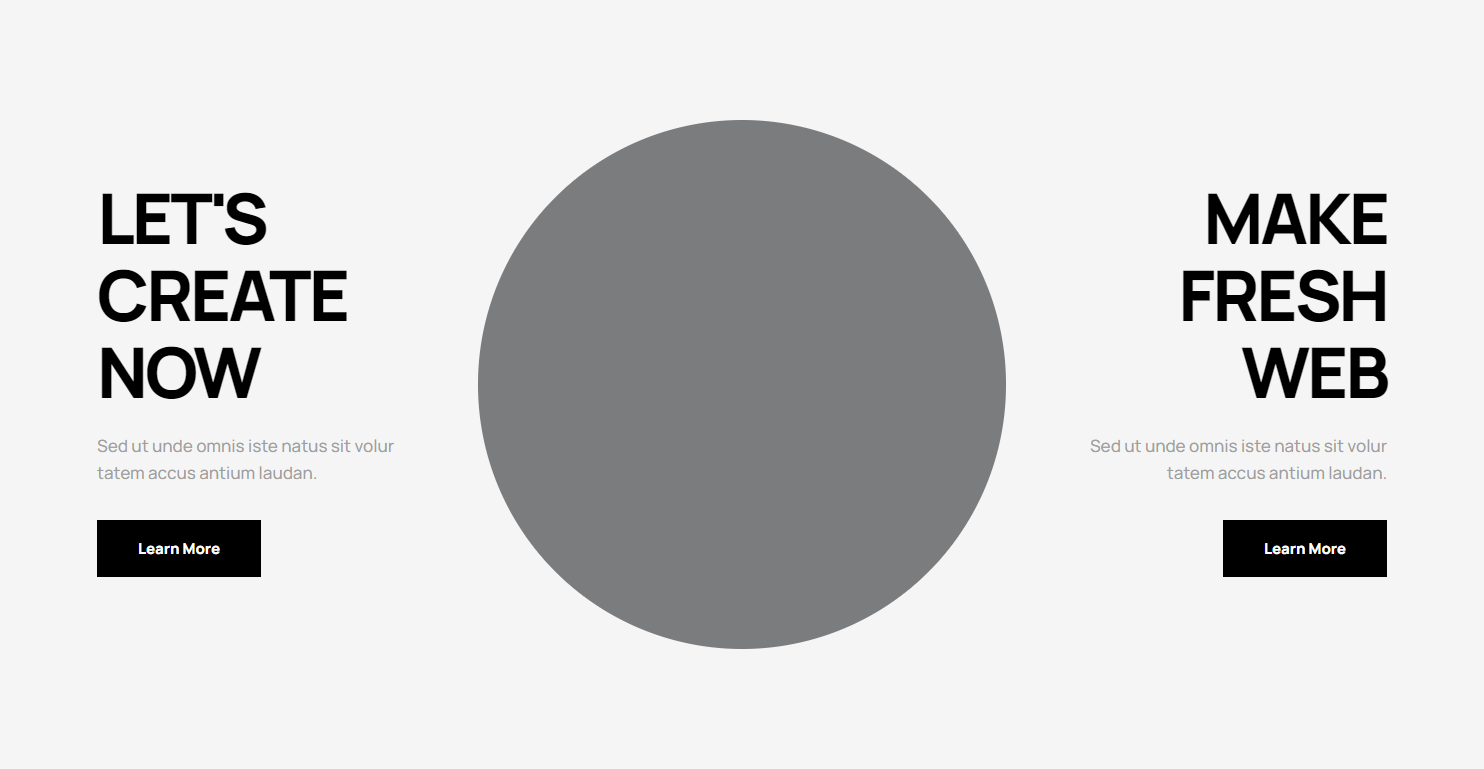 LET'S
CREATE
NOW
Sed ut unde omnis iste natus sit volur
tatem accus antium laudan.
Learn More
MAKE
FRESH
WEB
Sed ut unde omnis iste natus sit volur
tatem accus antium laudan.
Learn More